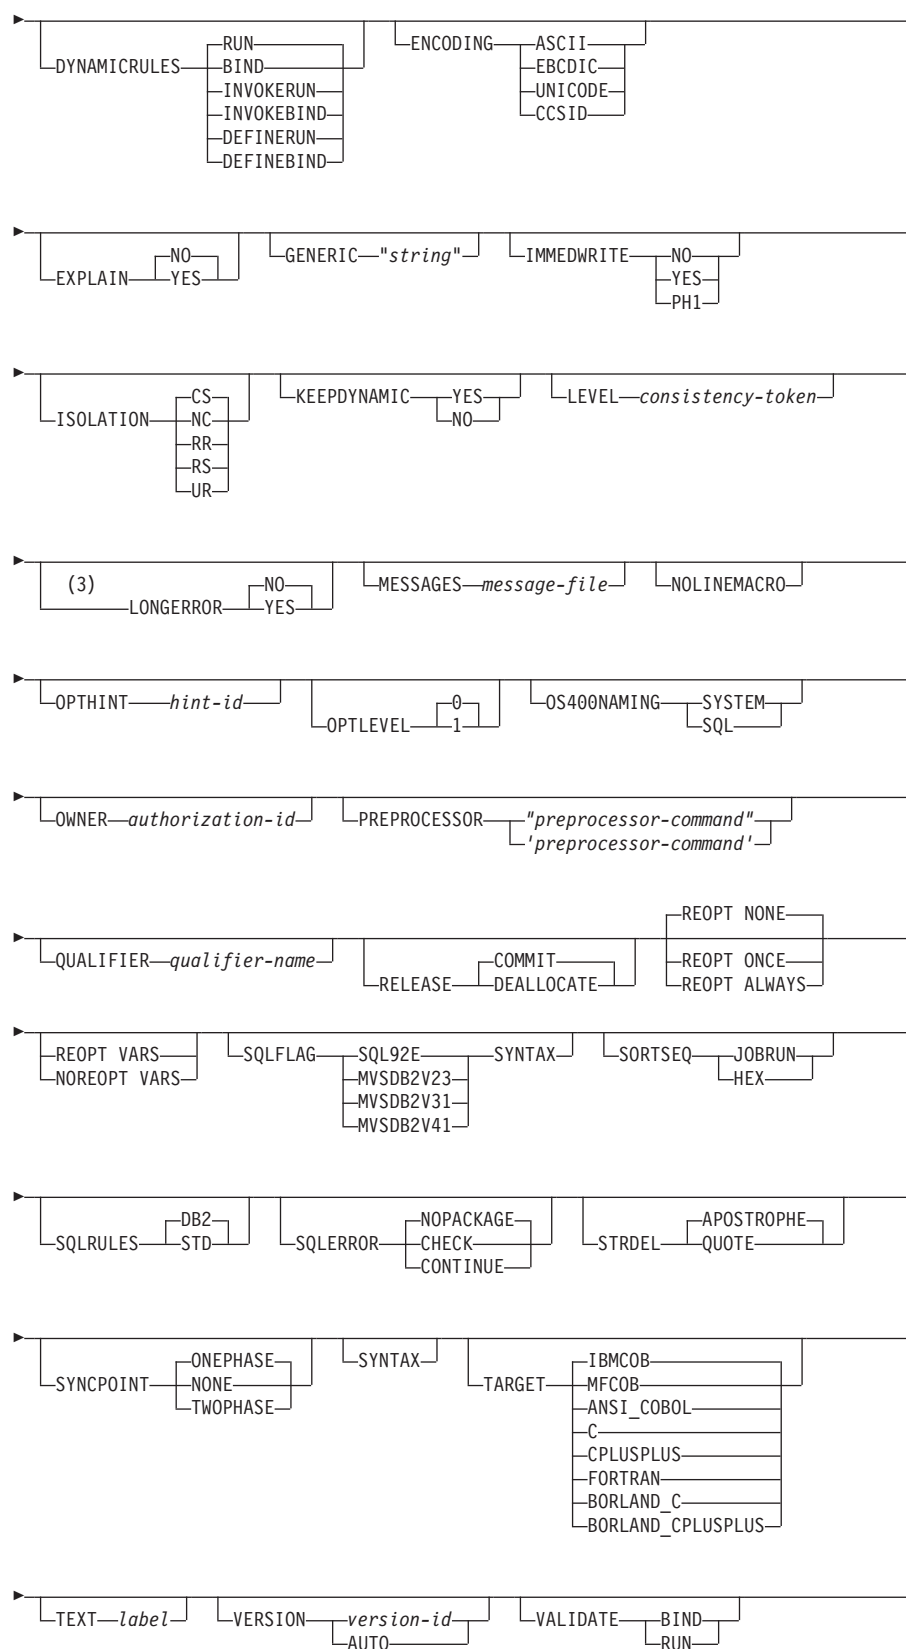 RUN ASCII
DYNAMICRULES BIND ENCODING EBCDIC
INVOKERUN UNICODE
INVOKEBIND CCSID
DEFINERUN
DEFINEBIND
NO NO
EXPLAIN YES GENERIC "string" IMMEDWRITE YES
PH1
CS YES
ISOLATION NC KEEPDYNAMIC NO LEVEL consistency-token
RR
RS
UR
(3) NO
LONGERROR YES MESSAGES message-file NOLINEMACRO
OPTHINT hint-id 0 OS400NAMING SYSTEM
OPTLEVEL 1 SQL
OWNER authorization-id PREPROCESSOR "preprocessor-command"
'preprocessor-command'
REOPT NONE
QUALIFIER qualifier-name COMMIT REOPT ONCE
RELEASE DEALLOCATE REOPT ALWAYS
REOPT VARS SQLFLAG SQL92E SYNTAX SORTSEQ JOBRUN
NOREOPT VARS MVSDB2V23 HEX
MVSDB2V31
MVSDB2V41
DB2 NOPACKAGE APOSTROPHE
SQLRULES STD SQLERROR CHECK STRDEL QUOTE
CONTINUE
ONEPHASE SYNTAX IBMCOB
SYNCPOINT NONE TARGET MFCOB
TWOPHASE ANSI_COBOL
C
CPLUSPLUS
FORTRAN
BORLAND_C
BORLAND_CPLUSPLUS
TEXT label VERSION version-id VALIDATE BIND
AUTO RUN